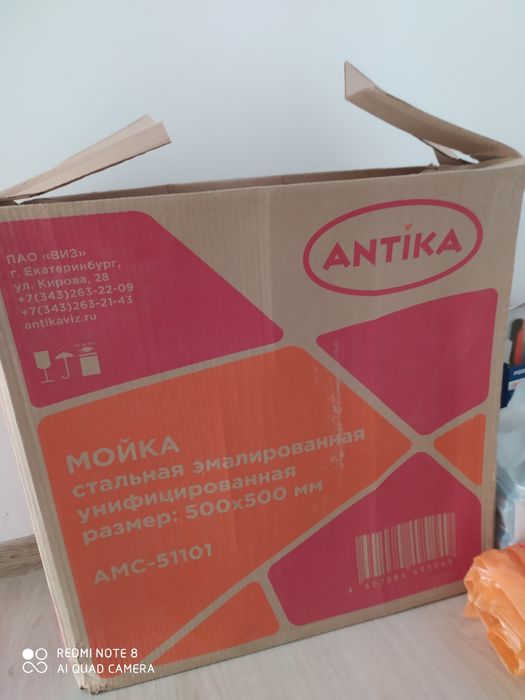 ПАО «ВИЗ»
г. Екатеринбург,
ул. Кирова, 28
+7(343)263-22-09
+7(343)263-21-43
antikaviz.ru
ANTIKA
МОЙКА
стальная эмалированная
унифицированная
размер: 500х500 мм
АМС-51101
REDMI NOTE 8
AI QUAD CAMERA